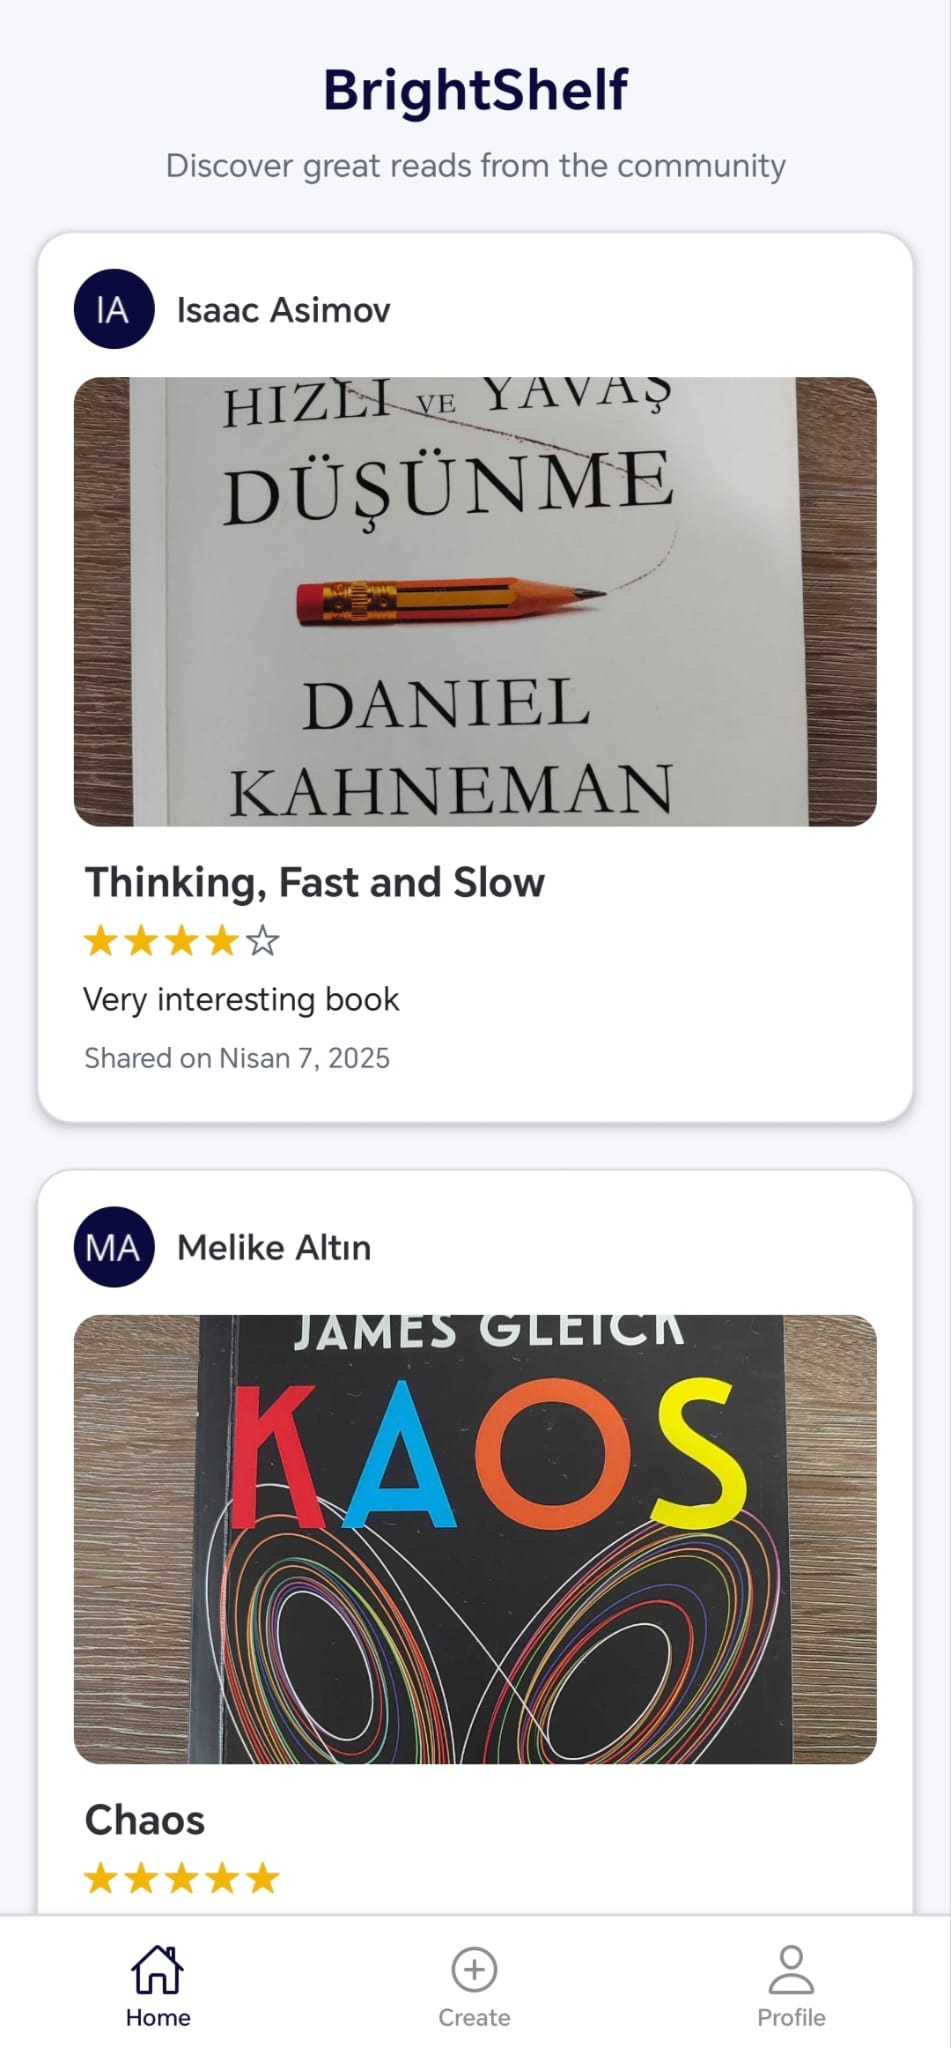 BrightShelf
Discover great reads from the community
IA
Isaac Asimov
HIZLI VE YAVAŞ
DÜŞÜNME
DANIEL
KAHNEMAN
Thinking, Fast and Slow
Very interesting book
Shared on Nisan 7, 2025
MA
Melike Altın
JAMES GLEICK
KAOS
Chaos
Home
Create
Profile